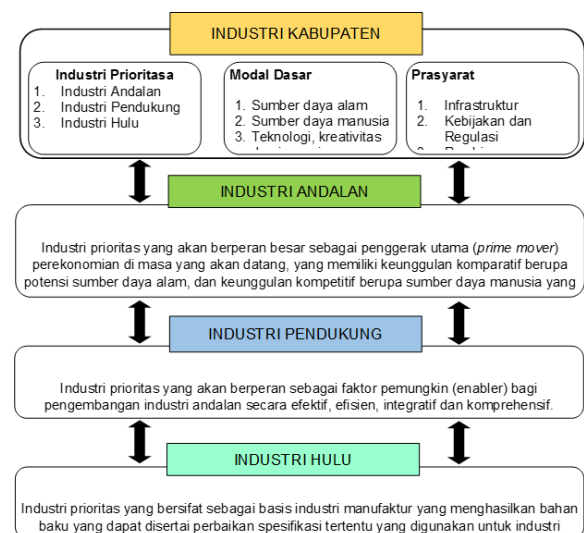 INDUSTRI KABUPATEN
Industri Prioritasa
1. Industri Andalan
2. Industri Pendukung
3. Industri Hulu
Modal Dasar
1. Sumber daya alam
2. Sumber daya manusia
3. Teknologi, kreativitas
Prasyarat
1. Infrastruktur
2. Kebijakan dan
Regulasi
INDUSTRI ANDALAN
Industri prioritas yang akan berperan besar sebagai penggerak utama (prime mover)
perekonomian di masa yang akan datang, yang memiliki keunggulan komparatif berupa
potensi sumber daya alam, dan keunggulan kompetitif berupa sumber daya manusia yang
INDUSTRI PENDUKUNG
Industri prioritas yang akan berperan sebagai faktor pemungkin (enabler) bagi
pengembangan industri andalan secara efektif, efisien, integratif dan komprehensif.
INDUSTRI HULU
Industri prioritas yang bersifat sebagai basis industri manufaktur yang menghasilkan bahan
baku yang dapat disertai perbaikan spesifikasi tertentu yang digunakan untuk industri